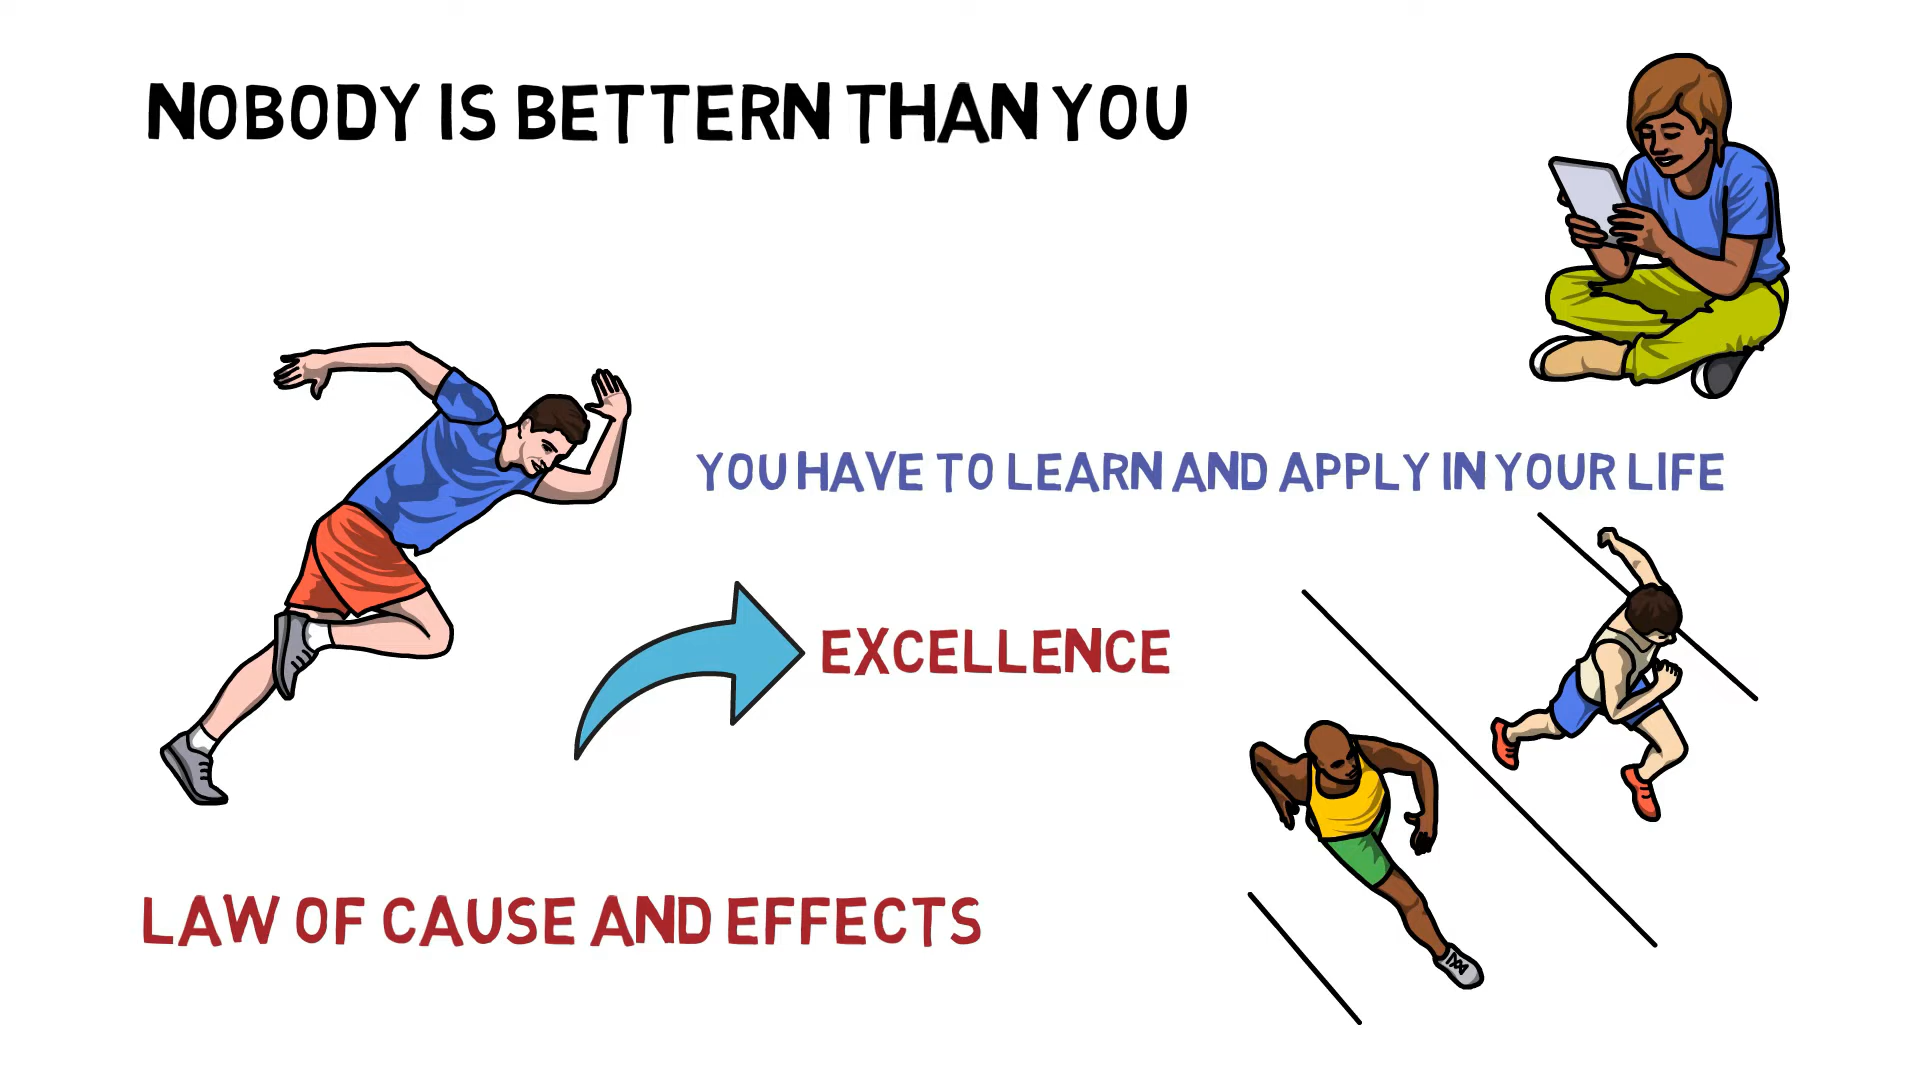 NOBODY IS BETTERN THAN YOU
YOU HAVE TO LEARN AND APPLY IN YOUR LIFE
EXCELLENCE
LAW OF CAUSE AND EFFECTS